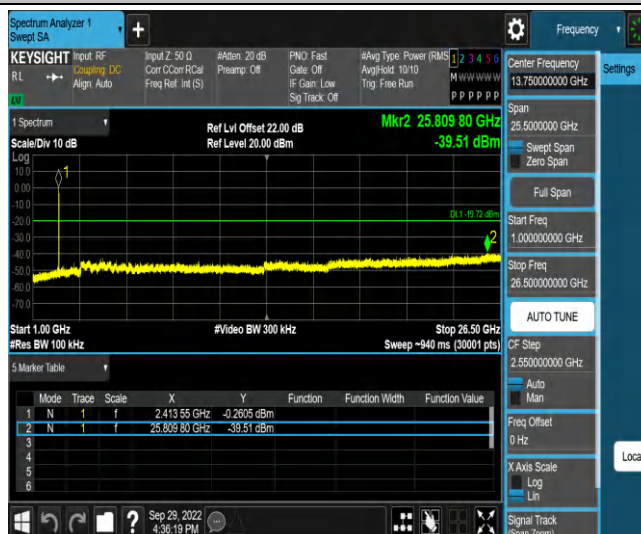 Spectrum Analyzer 1
Swept SA
Frequency
KEYSIGHT
RL
LV
Input: RF
Coupling: DC
Align: Auto
Input Z: 50 Ω
Corr CCorr RCal
Freq Ref: Int (S)
#Atten: 20 dB
Preamp: Off
PNO: Fast
Gate: Off
IF Gain: Low
Sig Track: Off
#Avg Type: Power (RMS
Avg|Hold: 10/10
Trig: Free Run
1 2 3 4 5 6
M W W W W W
P P P P P P
1 Spectrum
Scale/Div 10 dB
Ref Lvl Offset 22.00 dB
Ref Level 20.00 dBm
Mkr2 25.809 80 GHz
-39.51 dBm
Log
10.0
0.00
-10.0
-20.0
-30.0
-40.0
-50.0
-60.0
-70.0
1
DL1 -19.72 dBm
2
Start 1.00 GHz
#Video BW 300 kHz
Stop 26.50 GHz
#Res BW 100 kHz
Sweep ~940 ms (30001 pts)
5 Marker Table
Mode Trace Scale X Y Function Function Width Function Value
1 N 1 f 2.413 55 GHz -0.2605 dBm
2 N 1 f 25.809 80 GHz -39.51 dBm
3
4
5
6
?
Sep 29, 2022
4:36:19 PM
Center Frequency
13.750000000 GHz
Settings
Span
25.5000000 GHz
Swept Span
Zero Span
Full Span
Start Freq
1.00000000 GHz
Stop Freq
26.500000000 GHz
AUTO TUNE
CF Step
2.550000000 GHz
Auto
Man
Freq Offset
0 Hz
X Axis Scale
Log
Lin
Loca
Signal Track
(Span Zoom)